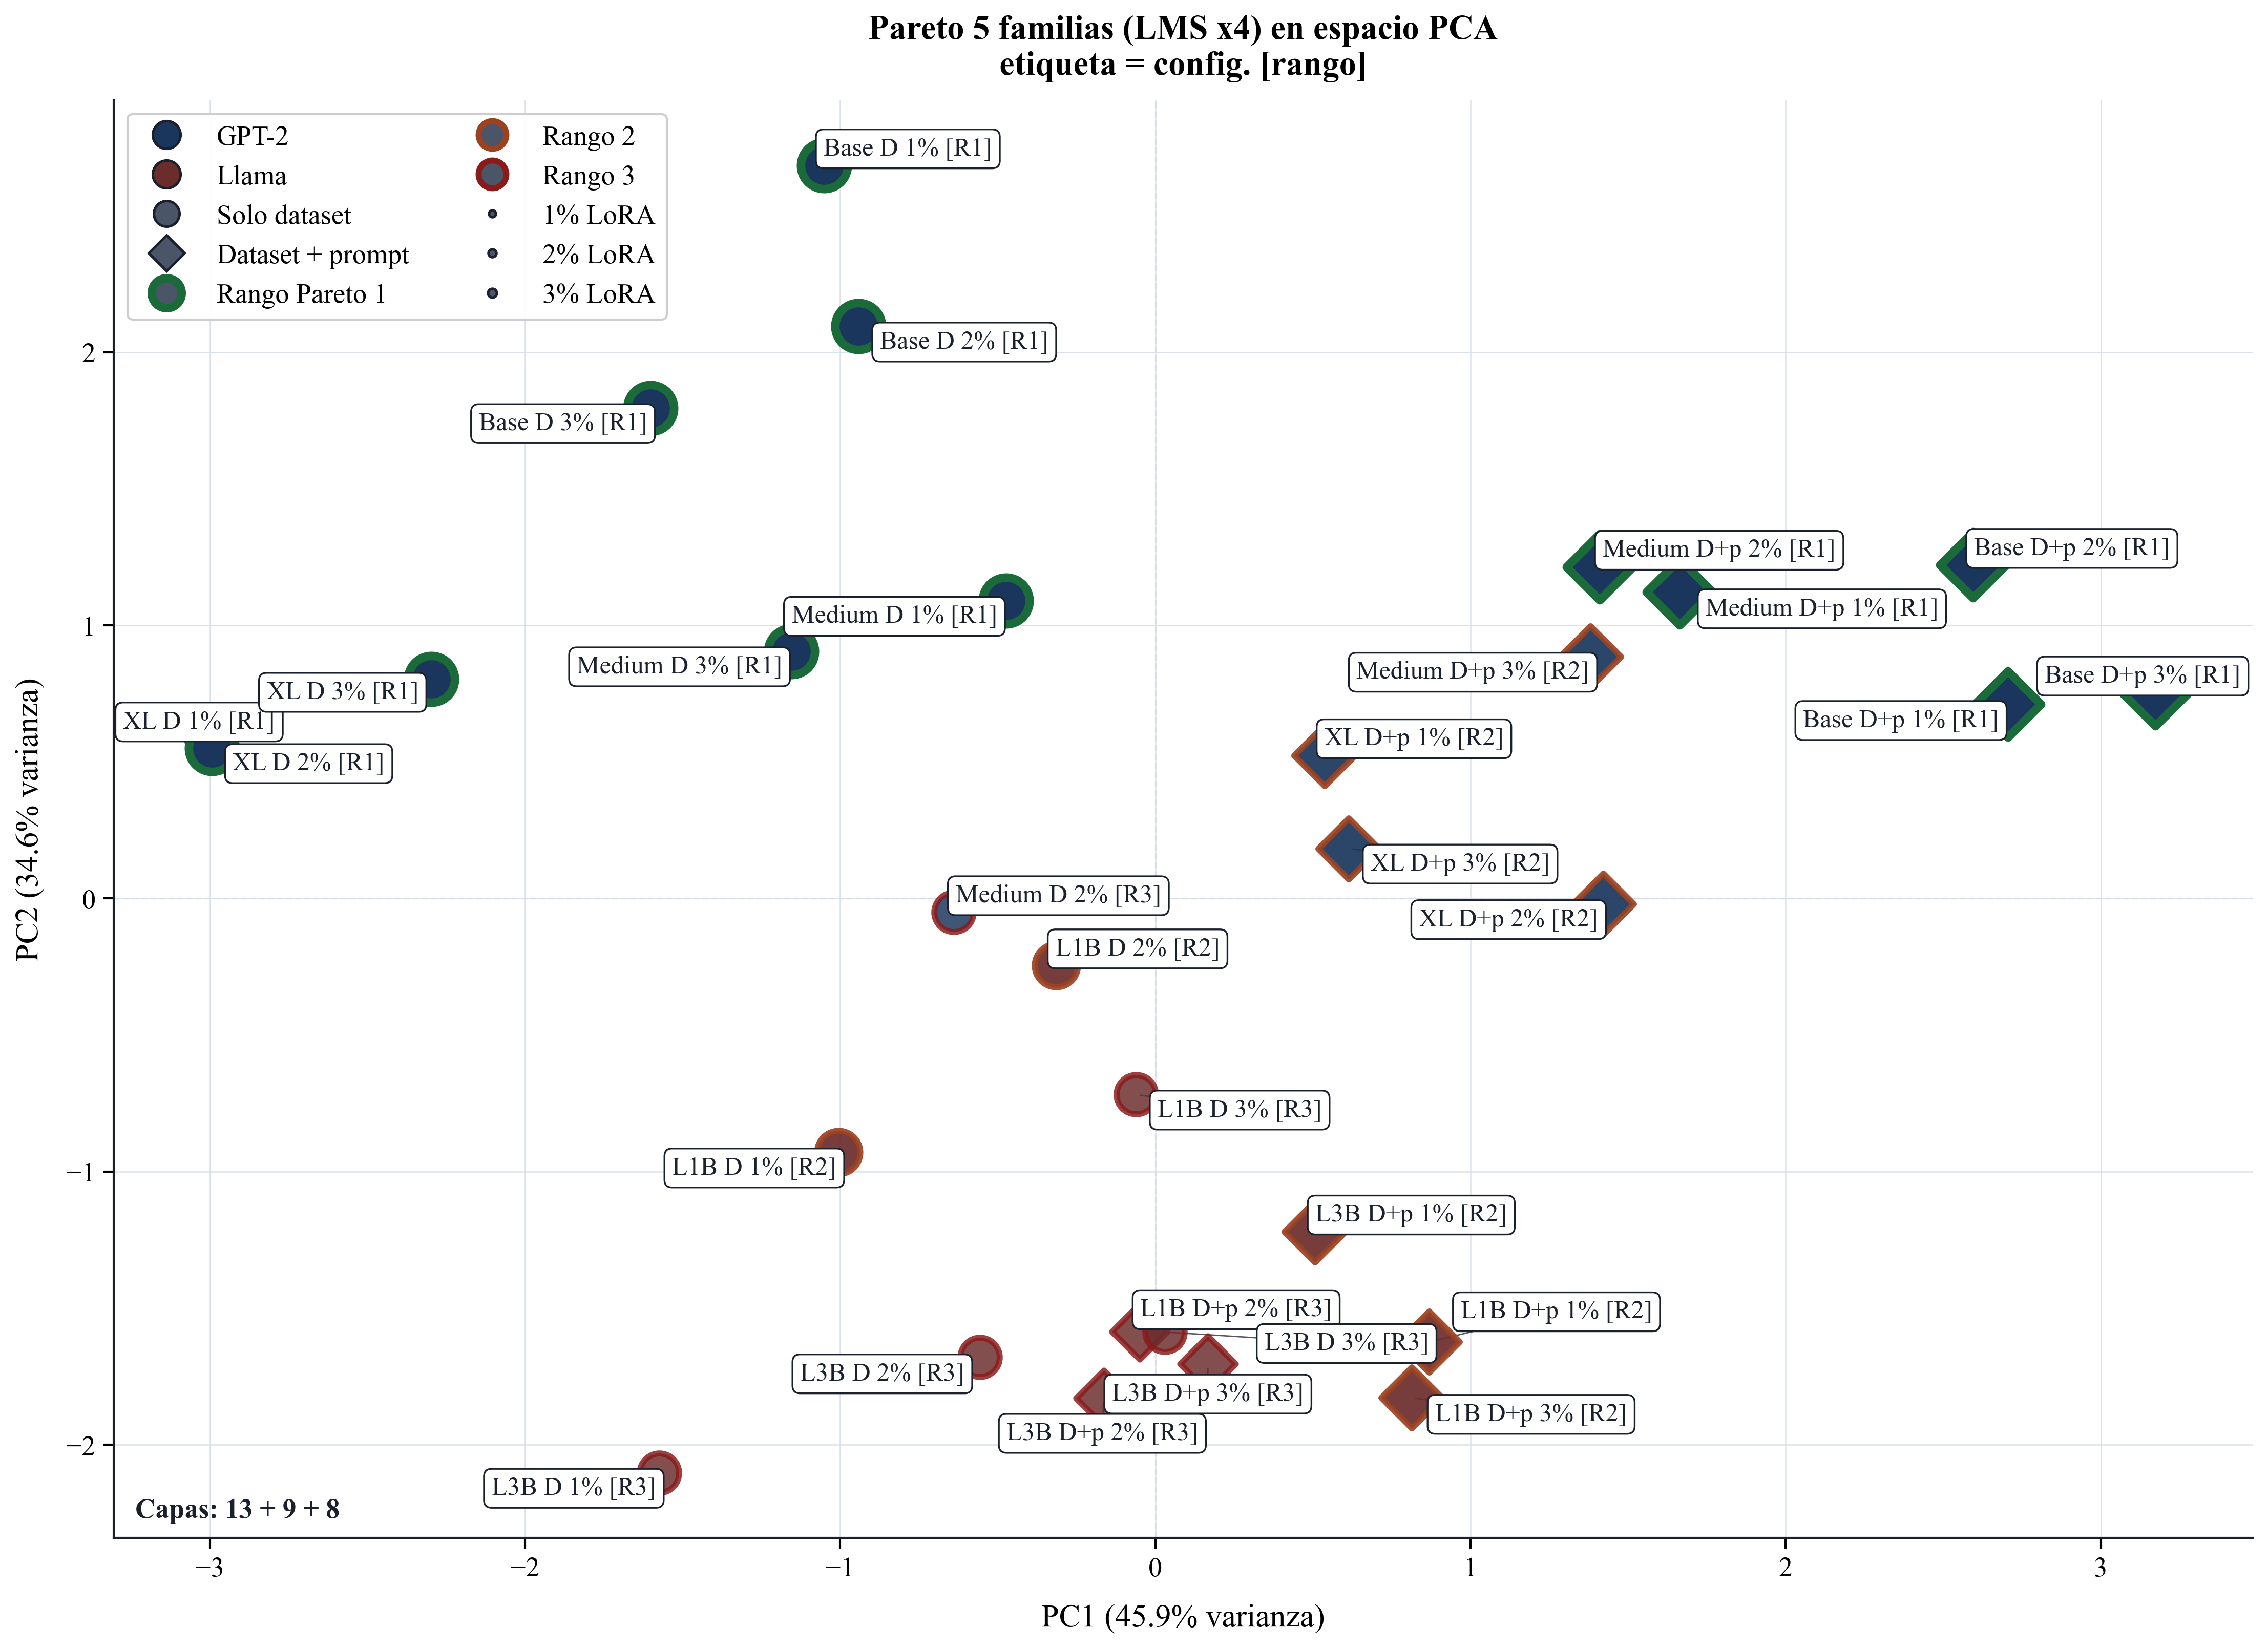 Pareto 5 familias (LMS x4) en espacio PCA
etiqueta = config. [rango]
GPT-2
Llama
Solo dataset
Dataset + prompt
Rango Pareto 1
Rango 2
Rango 3
1% LoRA
2% LoRA
3% LoRA
Base D 1% [R1]
Base D 2% [R1]
Base D 3% [R1]
Medium D+p 2% [R1]
Base D+p 2% [R1]
Medium D 1% [R1]
Medium D+p 1% [R1]
Medium D 3% [R1]
Medium D+p 3% [R2]
Base D+p 3% [R1]
XL D 3% [R1]
Base D+p 1% [R1]
XL D 1% [R1]
XL D+p 1% [R2]
XL D 2% [R1]
XL D+p 3% [R2]
Medium D 2% [R3]
XL D+p 2% [R2]
L1B D 2% [R2]
L1B D 3% [R3]
L1B D 1% [R2]
L3B D+p 1% [R2]
L1B D+p 2% [R3]
L1B D+p 1% [R2]
L3B D 3% [R3]
L3B D 2% [R3]
L3B D+p 3% [R3]
L1B D+p 3% [R2]
L3B D+p 2% [R3]
L3B D 1% [R3]
Capas: 13 + 9 + 8
2
1
0
−1
−2
PC2 (34.6% varianza)
−3
−2
−1
0
1
2
3
PC1 (45.9% varianza)